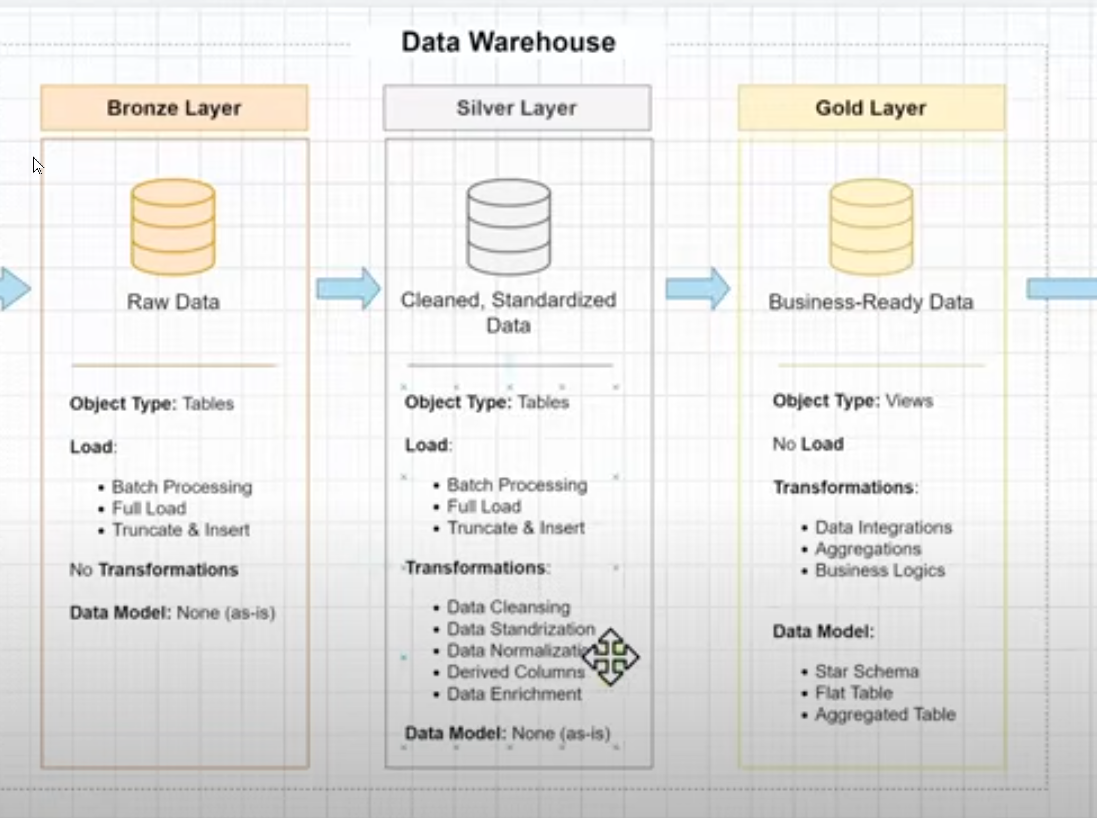 Data Warehouse
Bronze Layer
Raw Data
Object Type: Tables
Load:
• Batch Processing
• Full Load
• Truncate & Insert
No Transformations
Data Model: None (as-is)
Silver Layer
Cleaned, Standardized
Data
Object Type: Tables
Load:
• Batch Processing
• Full Load
• Truncate & Insert
Transformations:
• Data Cleansing
• Data Standrization
• Data Normalizatio
• Derived Columns
• Data Enrichment
Data Model: None (as-is)
Gold Layer
Business-Ready Data
Object Type: Views
No Load
Transformations:
• Data Integrations
• Aggregations
• Business Logics
Data Model:
• Star Schema
• Flat Table
• Aggregated Table